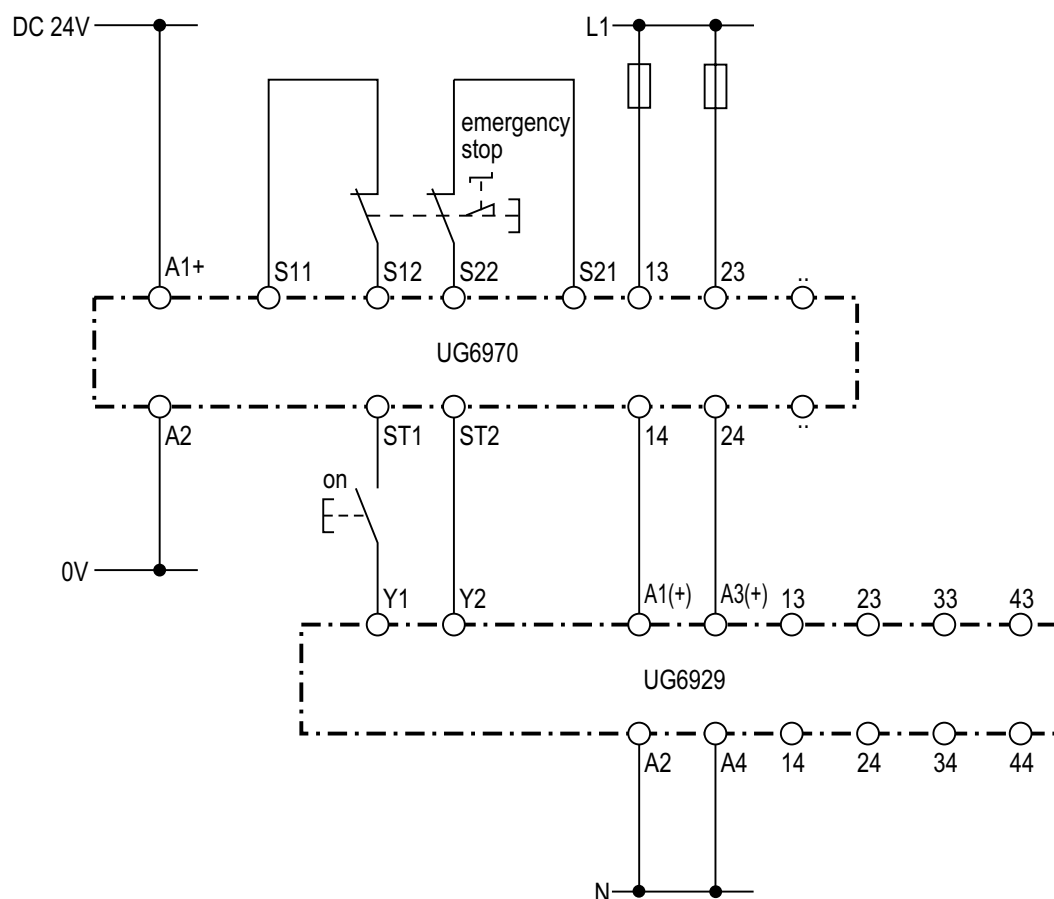 DC 24V
L1
emergency
stop
A1+
S11
S12
S22
S21
13
23
..
UG6970
A2
ST1
ST2
14
24
..
on
0V
Y1
Y2
A1(+)
A3(+)
13
23
33
43
UG6929
A2
A4
14
24
34
44
N